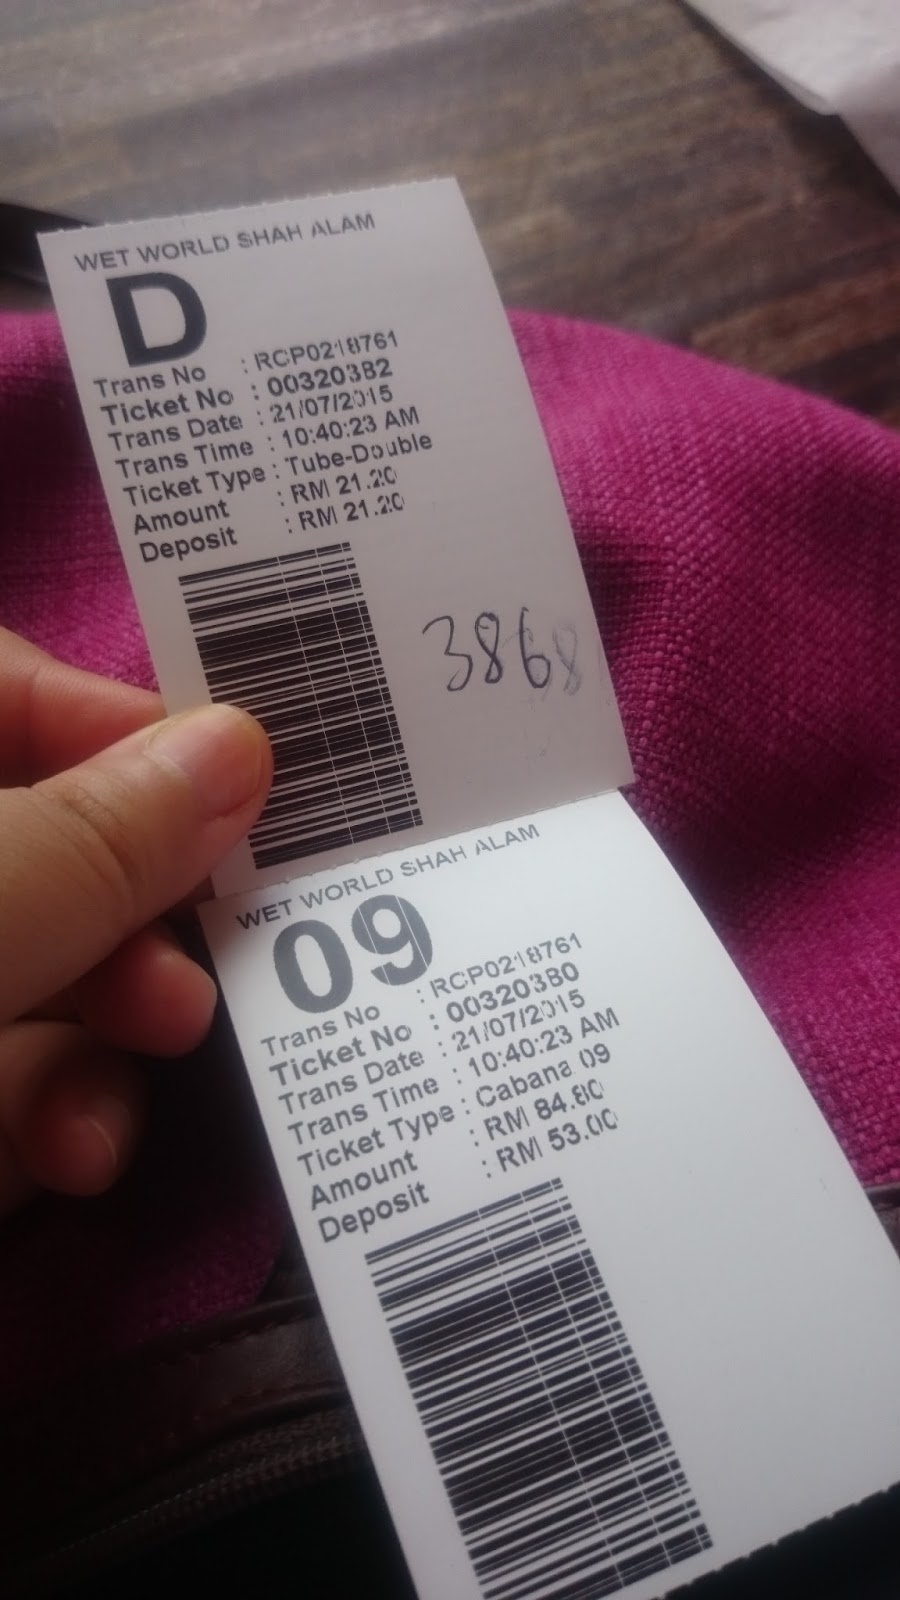 WET WORLD SHAH ALAM
D
Trans No : RCP0218761
Ticket No : 00320382
Trans Date : 21/07/2015
Trans Time : 10:40:23 AM
Ticket Type : Tube-Double
Amount : RM 21.20
Deposit : RM 21.20
3868
WET WORLD SHAH ALAM
09
Trans No : RCP0218761
Ticket No : 00320380
Trans Date : 21/07/2015
Trans Time : 10:40:23 AM
Ticket Type : Cabana 09
Amount : RM 84.80
Deposit : RM 53.00